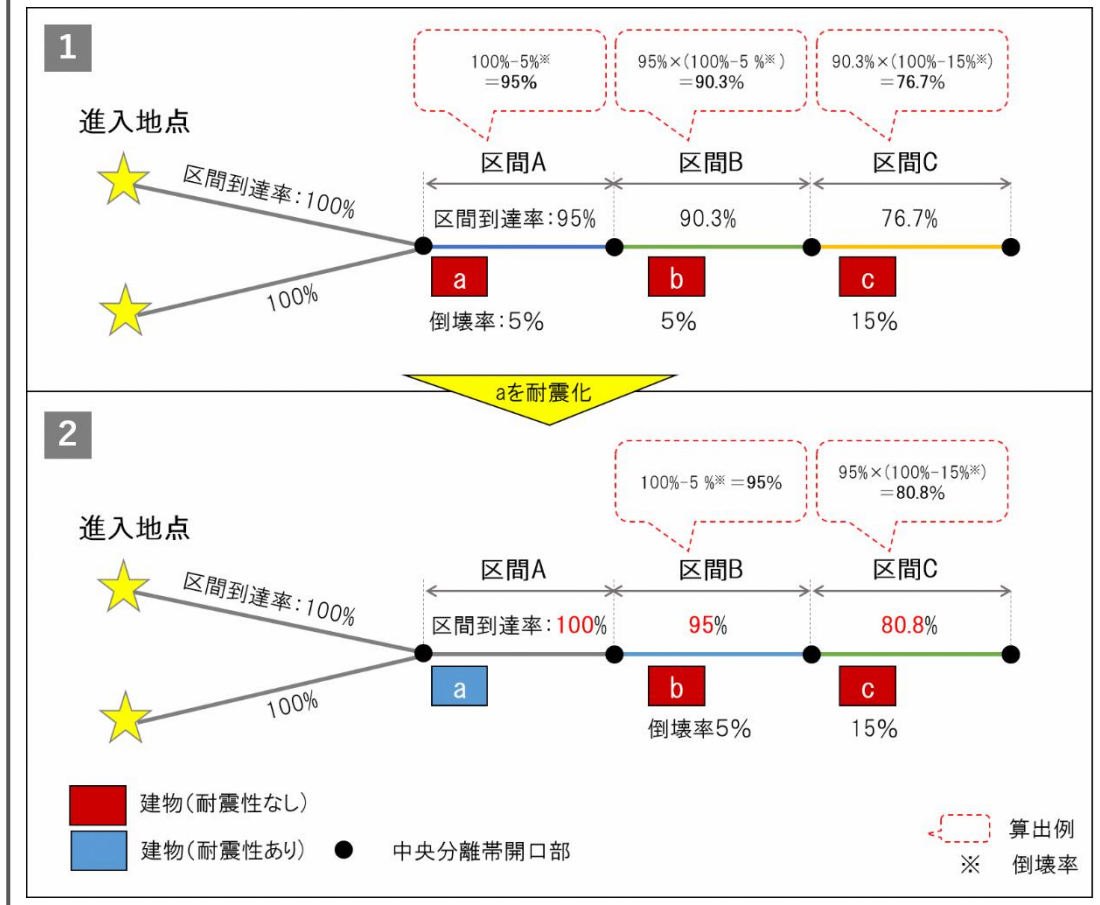 1
100%-5%※
=95%
95%×(100%-5 %※)
=90.3%
90.3%×(100%-15%※)
=76.7%
進入地点
区間A
区間B
区間C
区間到達率:100%
100%
区間到達率:95%
90.3%
76.7%
a
b
c
倒壊率:5%
5%
15%
aを耐震化
2
100%-5 %※ =95%
95%×(100%-15%※)
=80.8%
進入地点
区間A
区間B
区間C
区間到達率:100%
100%
区間到達率:100%
95%
80.8%
a
b
c
倒壊率5%
15%
建物(耐震性なし)
建物(耐震性あり)
中央分離帯開口部
算出例
※ 倒壊率